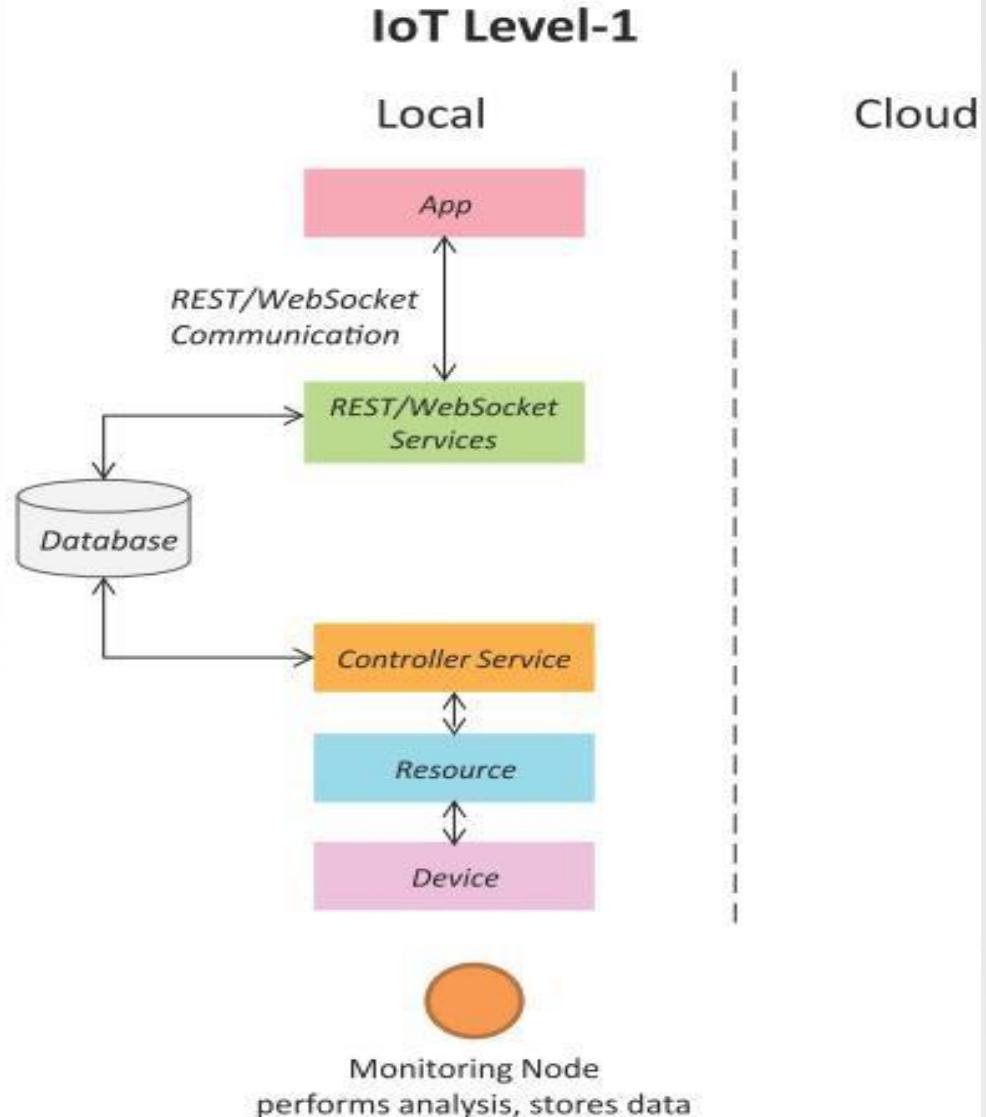 IoT Level-1
Local
Cloud
App
REST/WebSocket
Communication
REST/WebSocket
Services
Database
Controller Service
Resource
Device
Monitoring Node
performs analysis, stores data